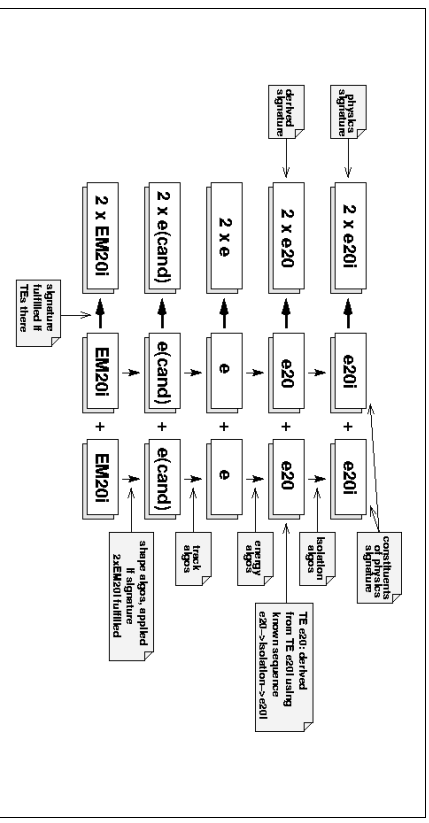 physics
signature
2 x e20i
e20i
+
e20i
constituents
of physics
signature
isolation
algos
derived
signature
2 x e20
e20
+
e20
TE e20: derived
from TE e20i using
known sequence
e20->isolation->e20i
energy
algos
2 x e
e
+
e
track
algos
2 x e(cand)
e(cand)
+
e(cand)
shape algos, applied
if signature
2xEM20i fulfilled
2 x EM20i
EM20i
+
EM20i
signature
fulfilled if
TEs there